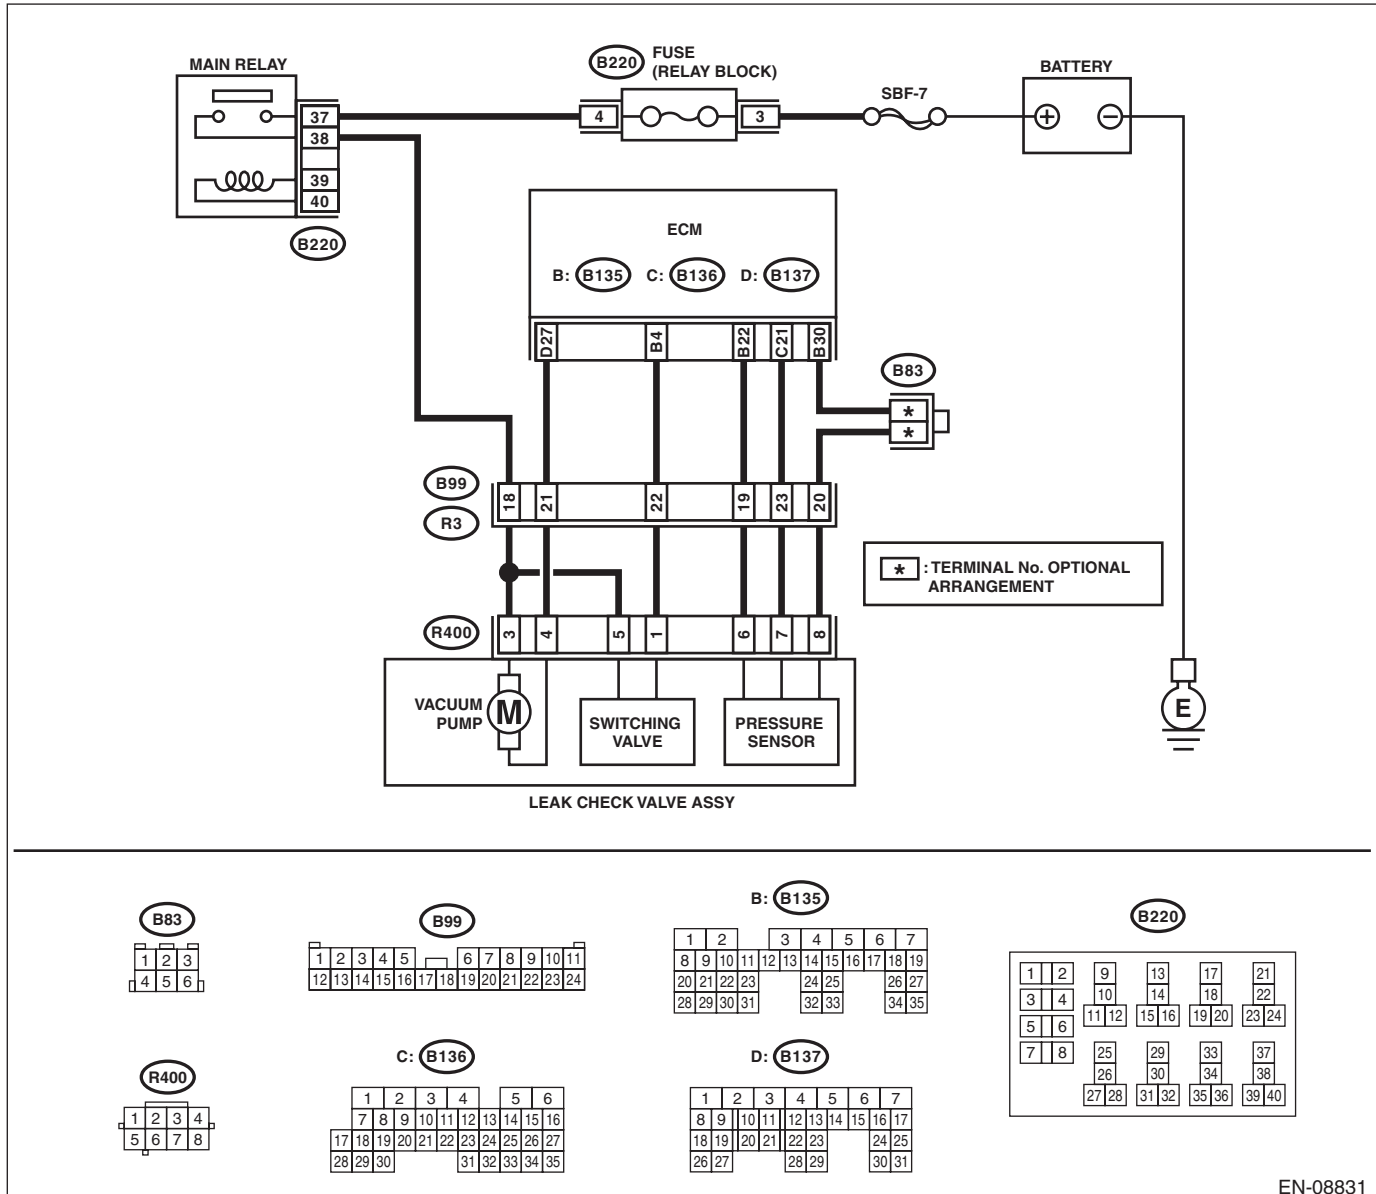 MAIN RELAY
B220
FUSE
(RELAY BLOCK)
SBF-7
BATTERY
37
38
39
40
4
3
+
−
B220
ECM
B: B135 C: B136 D: B137
D27 B4 B22 C21 B30
B83
*
*
B99
R3
18 21 22 19 23 20
* : TERMINAL No. OPTIONAL
ARRANGEMENT
R400
3 4 5 1 6 7 8
VACUUM
PUMP
M
SWITCHING
VALVE
PRESSURE
SENSOR
E
LEAK CHECK VALVE ASSY
B83
1 2 3
4 5 6
B99
1 2 3 4 5 6 7 8 9 10 11
12 13 14 15 16 17 18 19 20 21 22 23 24
B: B135
1 2 3 4 5 6 7
8 9 10 11 12 13 14 15 16 17 18 19
20 21 22 23 24 25 26 27
28 29 30 31 32 33 34 35
B220
1 2 9 13 17 21
3 4 10 14 18 22
5 6 11 12 15 16 19 20 23 24
7 8 25 29 33 37
26 30 34 38
27 28 31 32 35 36 39 40
R400
1 2 3 4
5 6 7 8
C: B136
1 2 3 4 5 6
7 8 9 10 11 12 13 14 15 16
17 18 19 20 21 22 23 24 25 26 27
28 29 30 31 32 33 34 35
D: B137
1 2 3 4 5 6 7
8 9 10 11 12 13 14 15 16 17
18 19 20 21 22 23 24 25
26 27 28 29 30 31
EN-08831